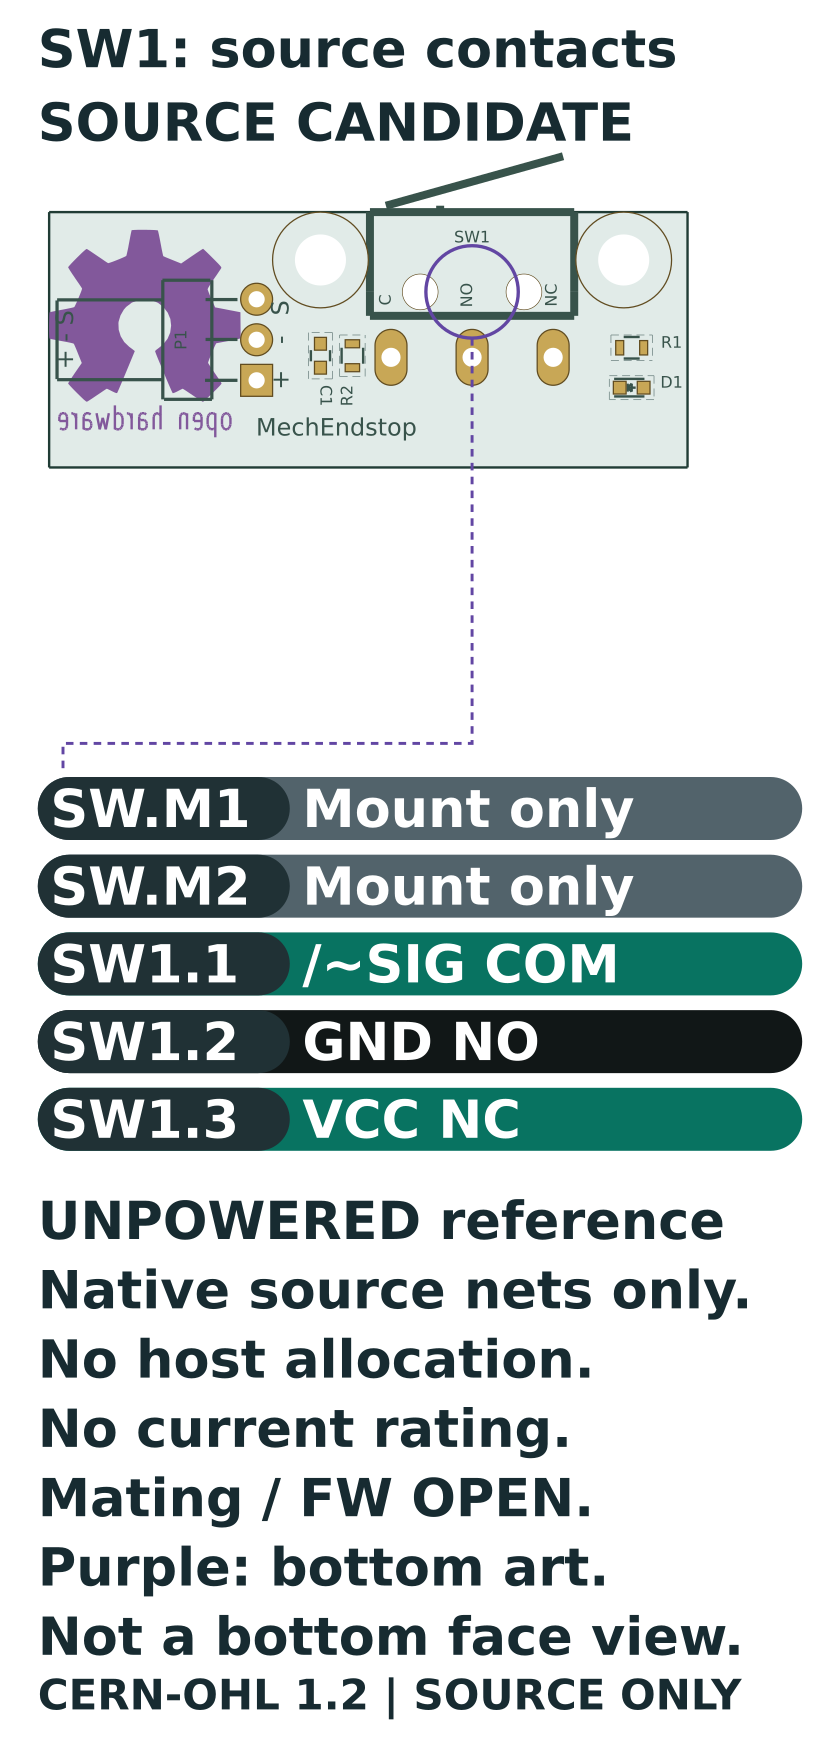 SW1: source contacts
SOURCE CANDIDATE
SW1
C
NO
NC
S
- 
+
P1
S
-
+
C1
R2
R1
D1
open hardware
MechEndstop
SW.M1 Mount only
SW.M2 Mount only
SW1.1 /~SIG COM
SW1.2 GND NO
SW1.3 VCC NC
UNPOWERED reference
Native source nets only.
No host allocation.
No current rating.
Mating / FW OPEN.
Purple: bottom art.
Not a bottom face view.
CERN-OHL 1.2 | SOURCE ONLY